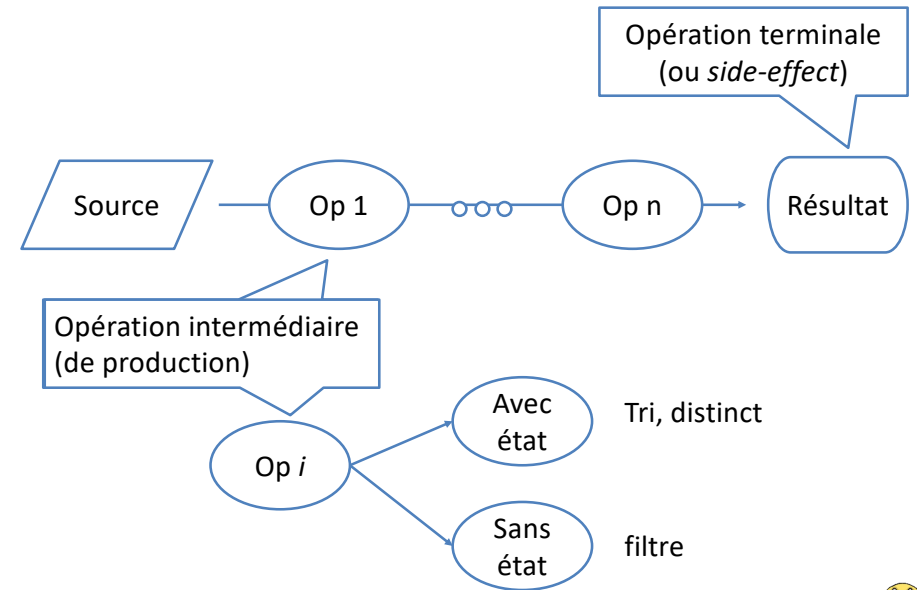 Opération terminale
(ou side-effect)
Source
Op 1
Op n
Résultat
Opération intermédiaire
(de production)
Op i
Avec
état
Tri, distinct
Sans
état
filtre